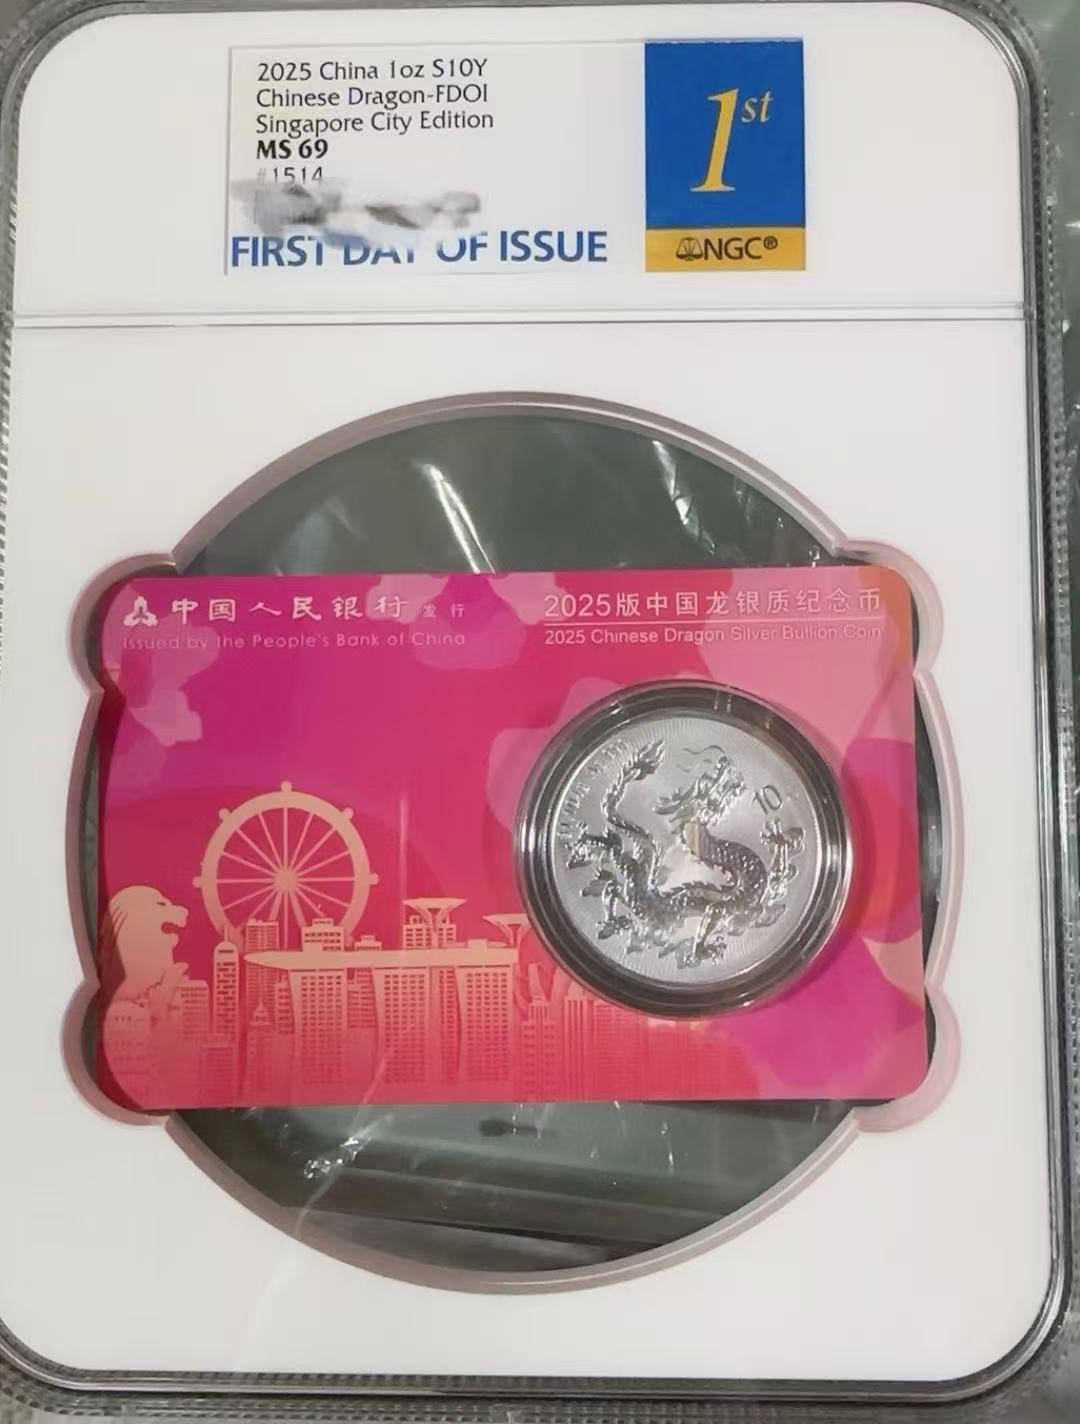 2025 China 1oz S10Y
Chinese Dragon-FDOI
Singapore City Edition
MS 69
#1514
FIRST DAY OF ISSUE
1st
NGC®
中国人民银行 发行
Issued by the People's Bank of China
2025版中国龙银质纪念币
2025 Chinese Dragon Silver Bullion Coin
10